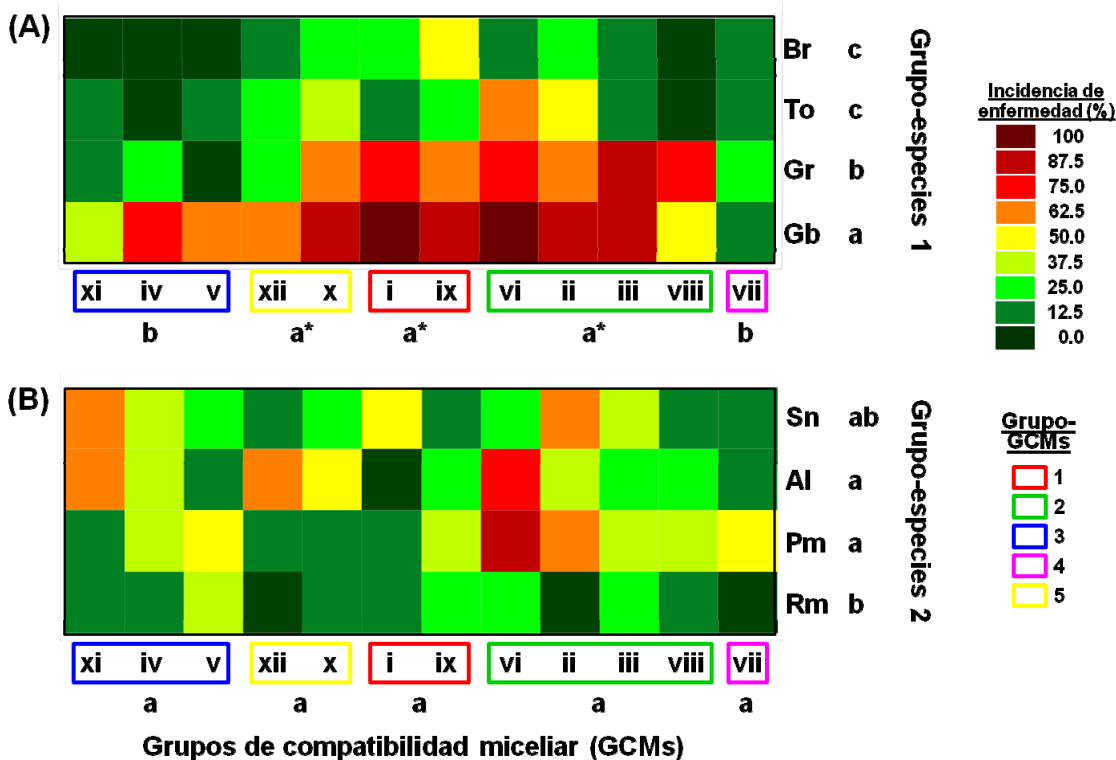 (A)
Br c
To c
Gr b
Gb a
Grupo-especies 1
xi iv v xii x i ix vi ii iii viii vii
b a* a* a* b
Incidencia de
enfermedad (%)
100
87.5
75.0
62.5
50.0
37.5
25.0
12.5
0.0
(B)
Sn ab
Al a
Pm a
Rm b
Grupo-especies 2
xi iv v xii x i ix vi ii iii viii vii
a a a a a
Grupos de compatibilidad miceliar (GCMs)
Grupo-
GCMs
1
2
3
4
5